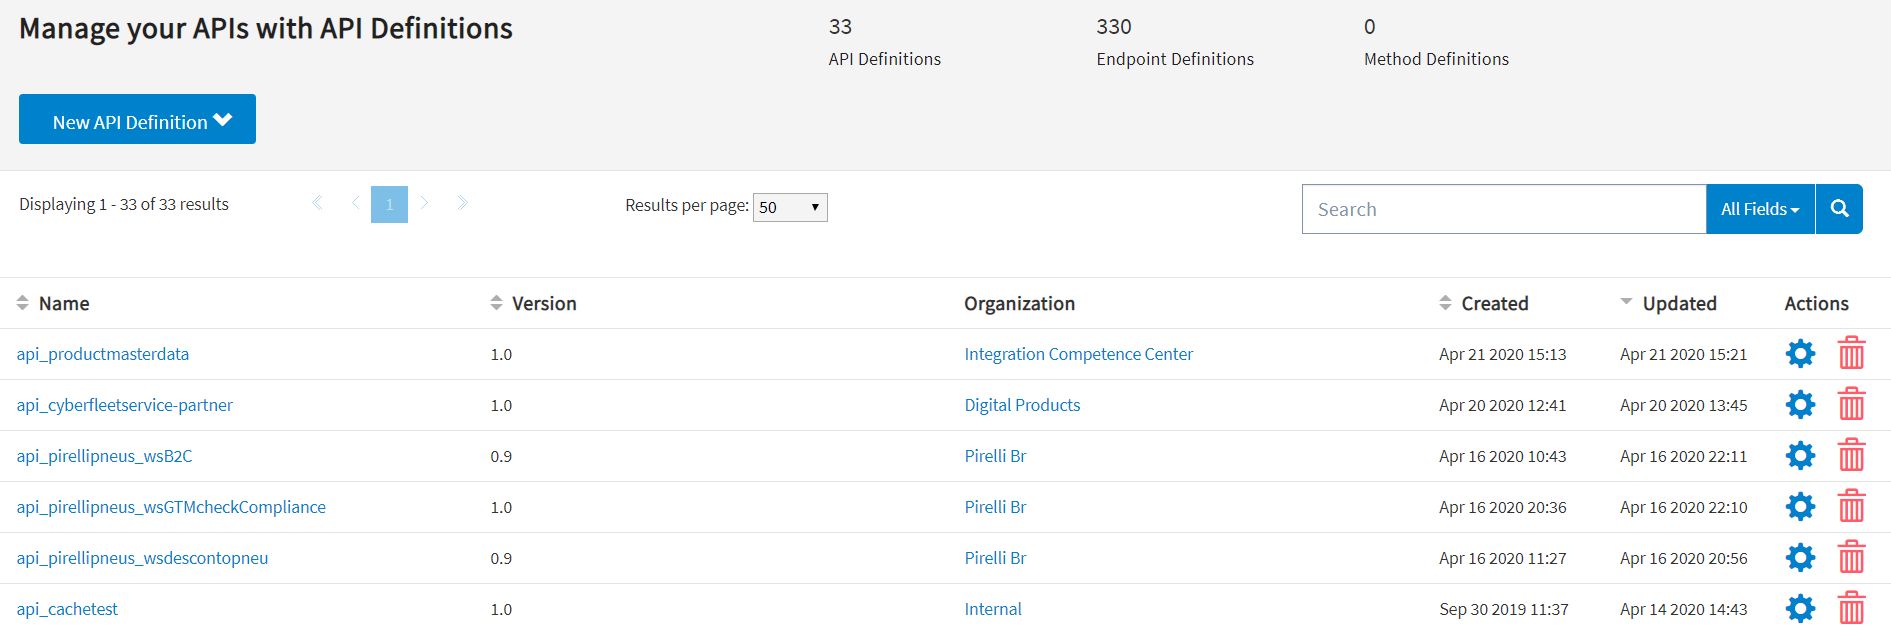 Manage your APIs with API Definitions
33
API Definitions
330
Endpoint Definitions
0
Method Definitions
New API Definition
Displaying 1 - 33 of 33 results
1
Results per page: 50
Search
All Fields
Name Version Organization Created Updated Actions
api_productmasterdata 1.0 Integration Competence Center Apr 21 2020 15:13 Apr 21 2020 15:21
api_cyberfleetservice-partner 1.0 Digital Products Apr 20 2020 12:41 Apr 20 2020 13:45
api_pirellipneus_wsB2C 0.9 Pirelli Br Apr 16 2020 10:43 Apr 16 2020 22:11
api_pirellipneus_wsGTMcheckCompliance 1.0 Pirelli Br Apr 16 2020 20:36 Apr 16 2020 22:10
api_pirellipneus_wsdescontopneu 0.9 Pirelli Br Apr 16 2020 11:27 Apr 16 2020 20:56
api_cachetest 1.0 Internal Sep 30 2019 11:37 Apr 14 2020 14:43